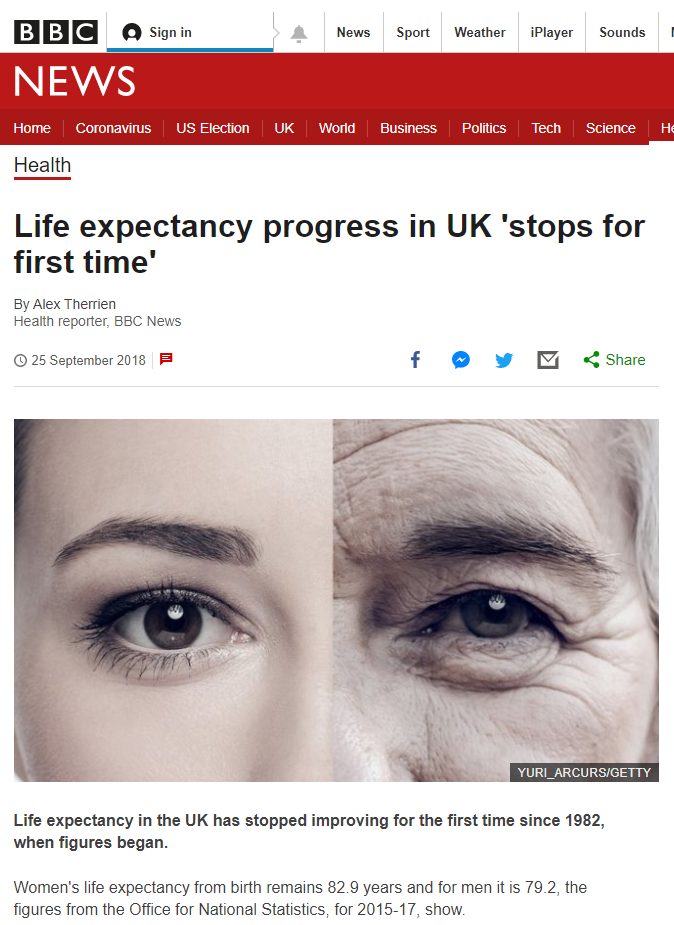 BBC Sign in News Sport Weather iPlayer Sounds
NEWS
Home Coronavirus US Election UK World Business Politics Tech Science
Health
Life expectancy progress in UK 'stops for
first time'
By Alex Therrien
Health reporter, BBC News
25 September 2018
Share
YURI_ARCURS/GETTY
Life expectancy in the UK has stopped improving for the first time since 1982,
when figures began.
Women's life expectancy from birth remains 82.9 years and for men it is 79.2, the
figures from the Office for National Statistics, for 2015-17, show.